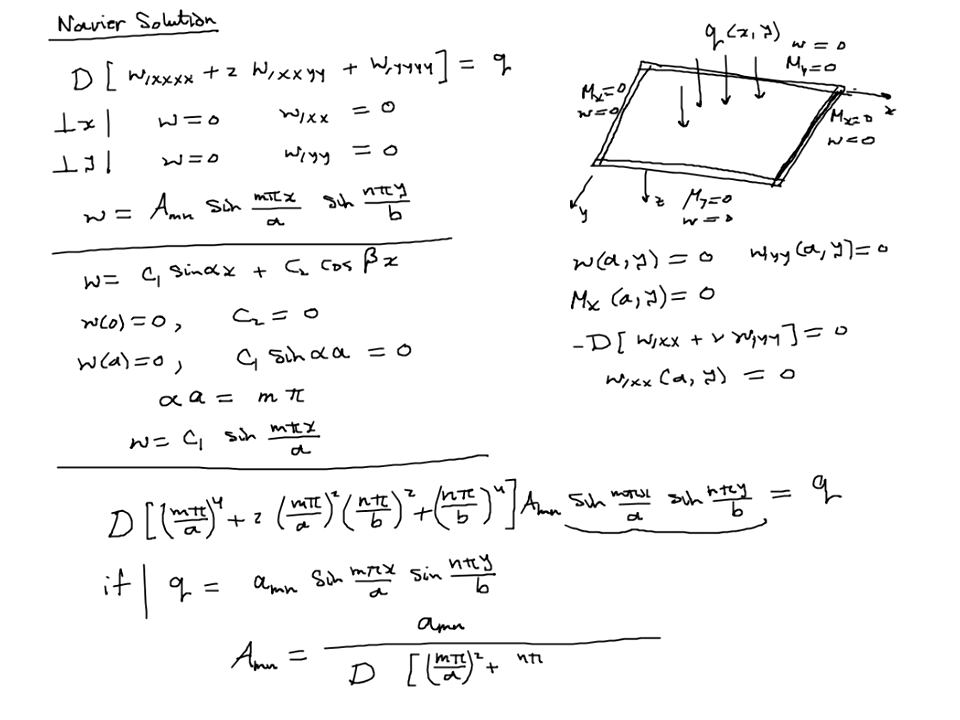 Navier Solution
D [ w,xxxx + 2 w,xxyy + w,yyyy ] = q
⊥x | w = 0 w,xx = 0
⊥y | w = 0 w,yy = 0
w = Amn sin mπx/a sin nπy/b
w = C1 sin αx + C2 cos βx
w(0) = 0, C2 = 0
w(a) = 0, C1 sin αa = 0
αa = mπ
w = C1 sin mπx/a
q(x,y)
w = 0
My = 0
Mx = 0
w = 0
x
Mx = 0
w = 0
y
z
My = 0
w = 0
w(a,y) = 0 w,yy(a,y) = 0
Mx(a,y) = 0
-D[ w,xx + ν w,yy ] = 0
w,xx(a,y) = 0
D [ (mπ/a)^4 + 2 (mπ/a)^2 (nπ/b)^2 + (nπ/b)^4 ] Amn sin mπx/a sin nπy/b = q
if | q = amn sin mπx/a sin nπy/b
Amn = amn / D [ (mπ/a)^2 + nπ